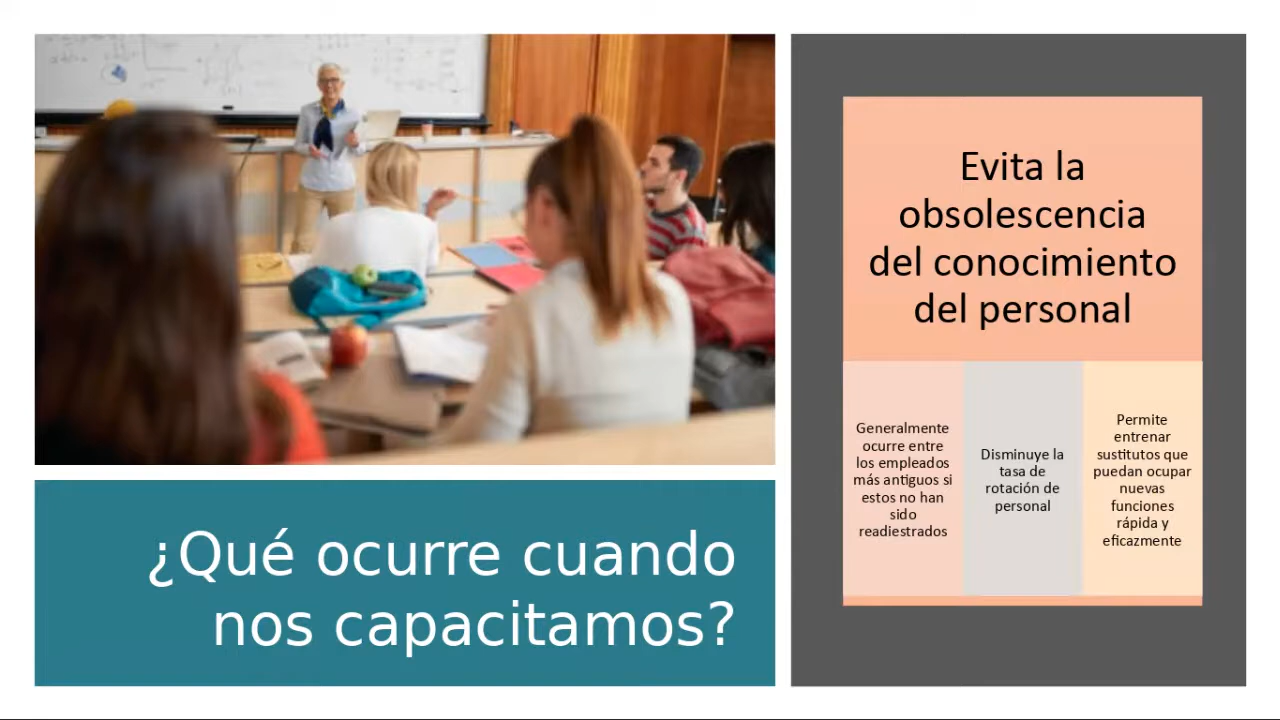 ¿Qué ocurre cuando
nos capacitamos?
Evita la
obsolescencia
del conocimiento
del personal
Generalmente
ocurre entre
los empleados
más antiguos si
estos no han
sido
readiestrados
Disminuye la
tasa de
rotación de
personal
Permite
entrenar
sustitutos que
puedan ocupar
nuevas
funciones
rápida y
eficazmente